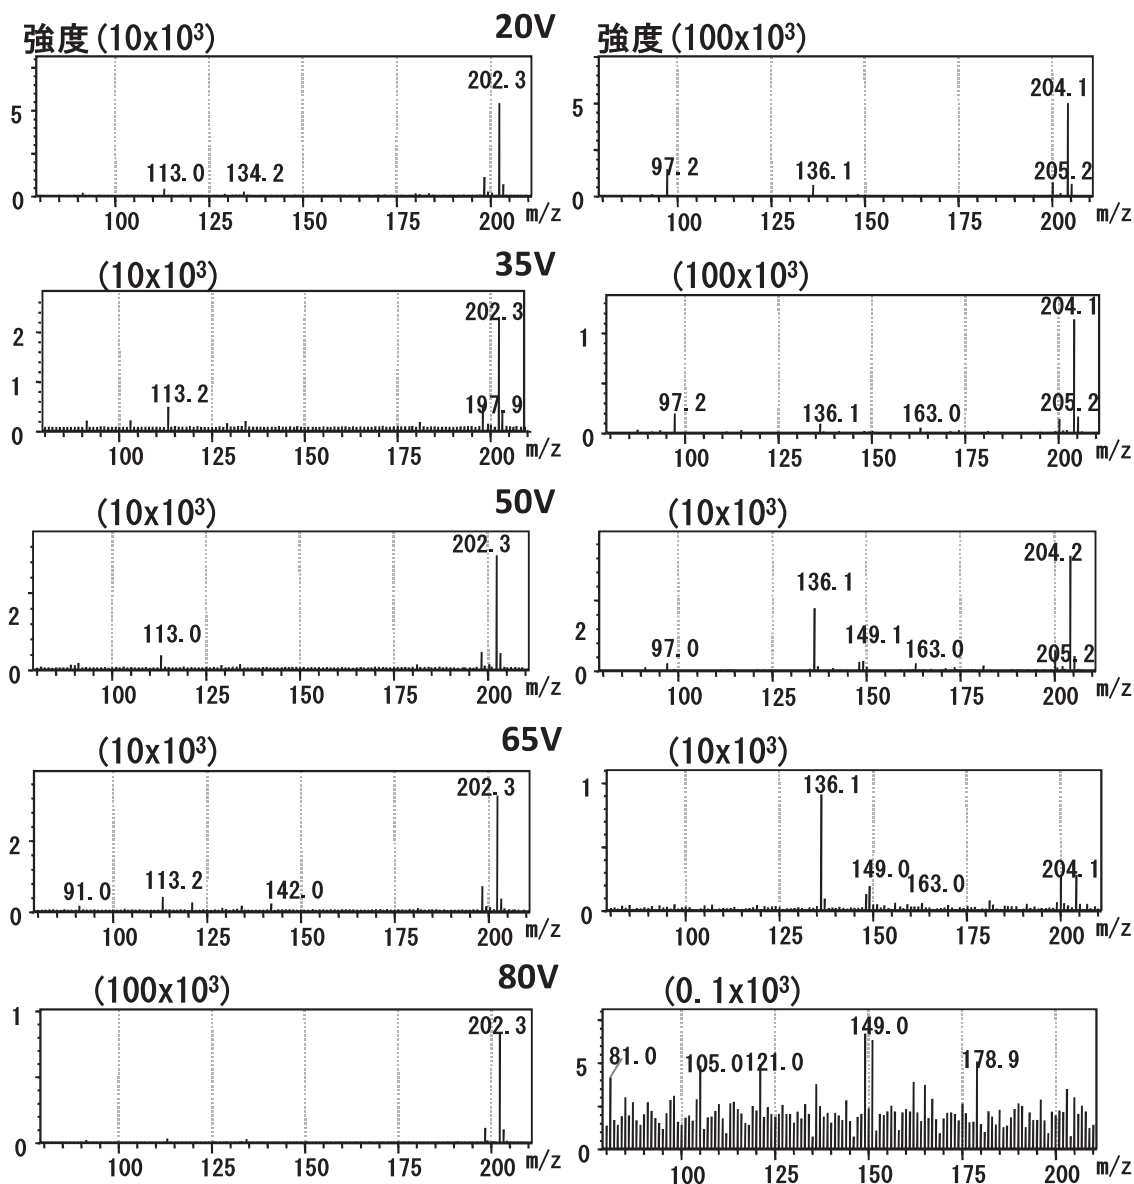 強度(10x10³) 20V 強度(100x10³)
202.3
5
113.0 134.2
0
100 125 150 175 200 m/z
204.1
5
97.2 136.1 205.2
0
100 125 150 175 200 m/z
(10x10³) 35V (100x10³)
202.3
2
1
113.2 197.9
0
100 125 150 175 200 m/z
204.1
1
97.2 136.1 163.0 205.2
0
100 125 150 175 200 m/z
(10x10³) 50V (10x10³)
202.3
2
113.0
0
100 125 150 175 200 m/z
204.2
136.1
2
97.0 149.1 163.0 205.2
0
100 125 150 175 200 m/z
(10x10³) 65V (10x10³)
202.3
2
91.0 113.2 142.0
0
100 125 150 175 200 m/z
1
136.1
149.0 163.0 204.1
0
100 125 150 175 200 m/z
(100x10³) 80V (0.1x10³)
1
202.3
0
100 125 150 175 200 m/z
149.0
5
81.0 105.0 121.0 178.9
0
100 125 150 175 200 m/z